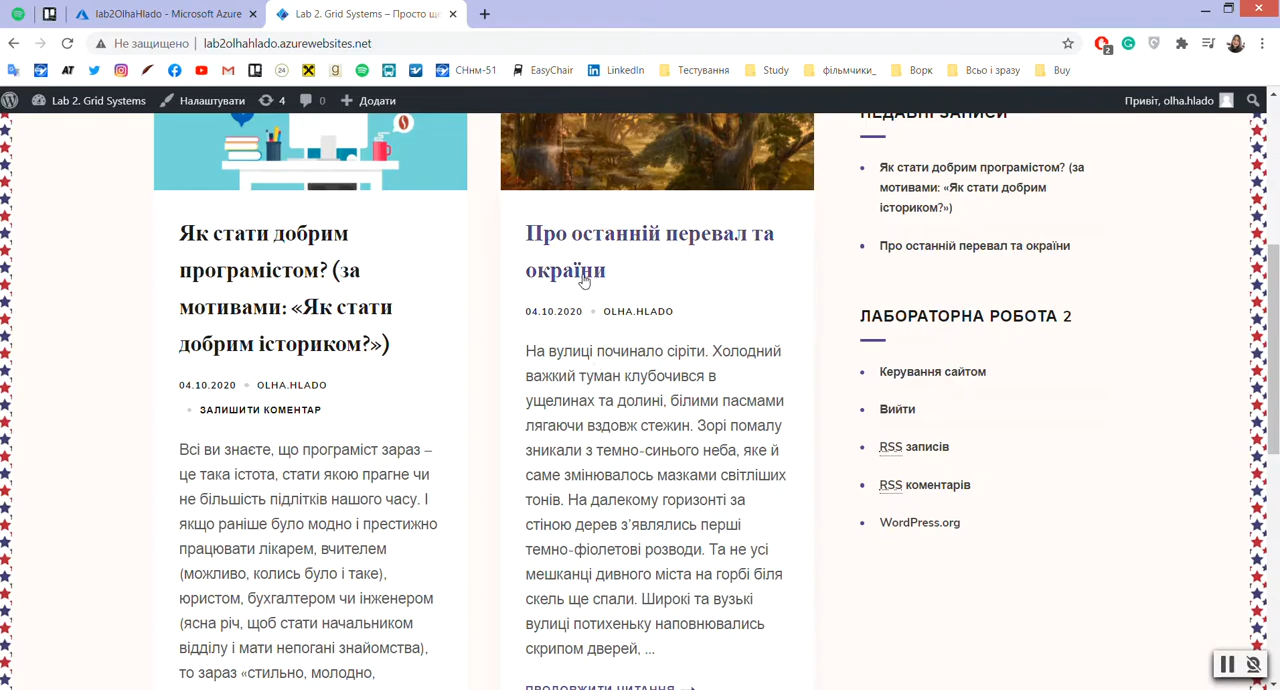 lab2OlhaHlado - Microsoft Azure
Lab 2. Grid Systems – Просто ще
Не защищено
lab2olhahlado.azurewebsites.net
2
AT
24
g
СНнм-51
EasyChair
LinkedIn
Тестування
Study
фільмчики_
Ворк
Всьо і зразу
Buy
Lab 2. Grid Systems
Налаштувати
4
0
Додати
Привіт, olha.hlado
Як стати добрим
програмістом? (за
мотивами: «Як стати
добрим істориком?»)
04.10.2020
OLHA.HLADO
ЗАЛИШИТИ КОМЕНТАР
Всі ви знаєте, що програміст зараз –
це така істота, стати якою прагне чи
не більшість підлітків нашого часу. І
якщо раніше було модно і престижно
працювати лікарем, вчителем
(можливо, колись було і таке),
юристом, бухгалтером чи інженером
(ясна річ, щоб стати начальником
відділу і мати непогані знайомства),
то зараз «стильно, молодно,
Про останній перевал та
окраїни
04.10.2020
OLHA.HLADO
На вулиці починало сіріти. Холодний
важкий туман клубочився в
ущелинах та долині, білими пасмами
лягаючи вздовж стежин. Зорі помалу
зникали з темно-синього неба, яке й
саме змінювалось мазками світліших
тонів. На далекому горизонті за
стіною дерев з’являлись перші
темно-фіолетові розводи. Та не усі
мешканці дивного міста на горбі біля
скель ще спали. Широкі та вузькі
вулиці потихеньку наповнювались
скрипом дверей, ...
ПРОДОВЖИТИ ЧИТАННЯ
НЕДАВНІ ЗАПИСИ
Як стати добрим програмістом? (за
мотивами: «Як стати добрим
істориком?»)
Про останній перевал та окраїни
ЛАБОРАТОРНА РОБОТА 2
Керування сайтом
Вийти
RSS записів
RSS коментарів
WordPress.org